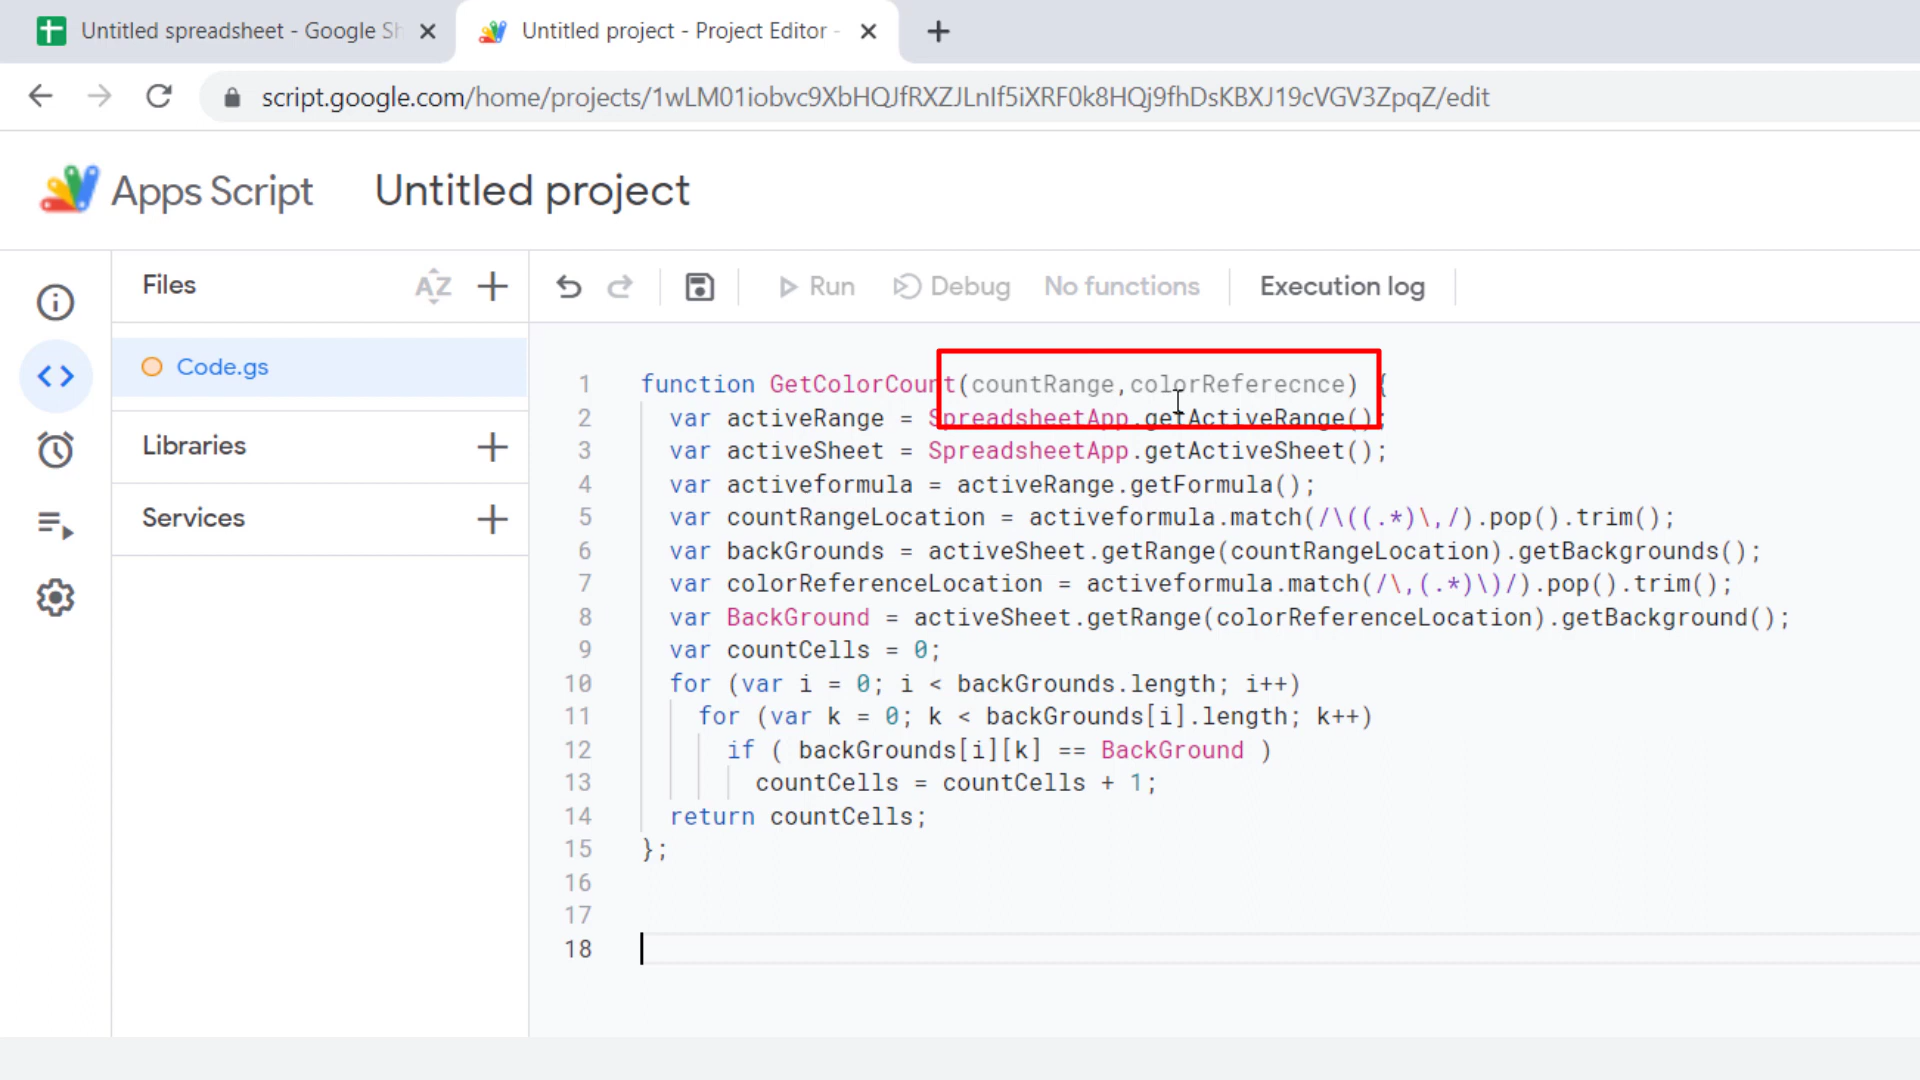 Untitled spreadsheet - Google Sh
Untitled project - Project Editor -
script.google.com/home/projects/1wLM01iobvc9XbHQJfRXZJLnIf5iXRF0k8HQj9fhDsKBXJ19cVGV3ZpqZ/edit
Apps Script Untitled project
Files
AZ
Run Debug No functions Execution log
Code.gs
Libraries
Services
1 function GetColorCount(countRange,colorReferecnce) {
2 var activeRange = SpreadsheetApp.getActiveRange();
3 var activeSheet = SpreadsheetApp.getActiveSheet();
4 var activeformula = activeRange.getFormula();
5 var countRangeLocation = activeformula.match(/\((.*)\,/).pop().trim();
6 var backGrounds = activeSheet.getRange(countRangeLocation).getBackgrounds();
7 var colorReferenceLocation = activeformula.match(/\,(.*)\)/).pop().trim();
8 var BackGround = activeSheet.getRange(colorReferenceLocation).getBackground();
9 var countCells = 0;
10 for (var i = 0; i < backGrounds.length; i++)
11 for (var k = 0; k < backGrounds[i].length; k++)
12 if ( backGrounds[i][k] == BackGround )
13 countCells = countCells + 1;
14 return countCells;
15 };
16
17
18